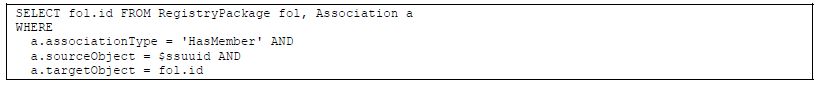 SELECT fol.id FROM RegistryPackage fol, Association a
WHERE
a.associationType = 'HasMember' AND
a.sourceObject = $ssuuid AND
a.targetObject = fol.id